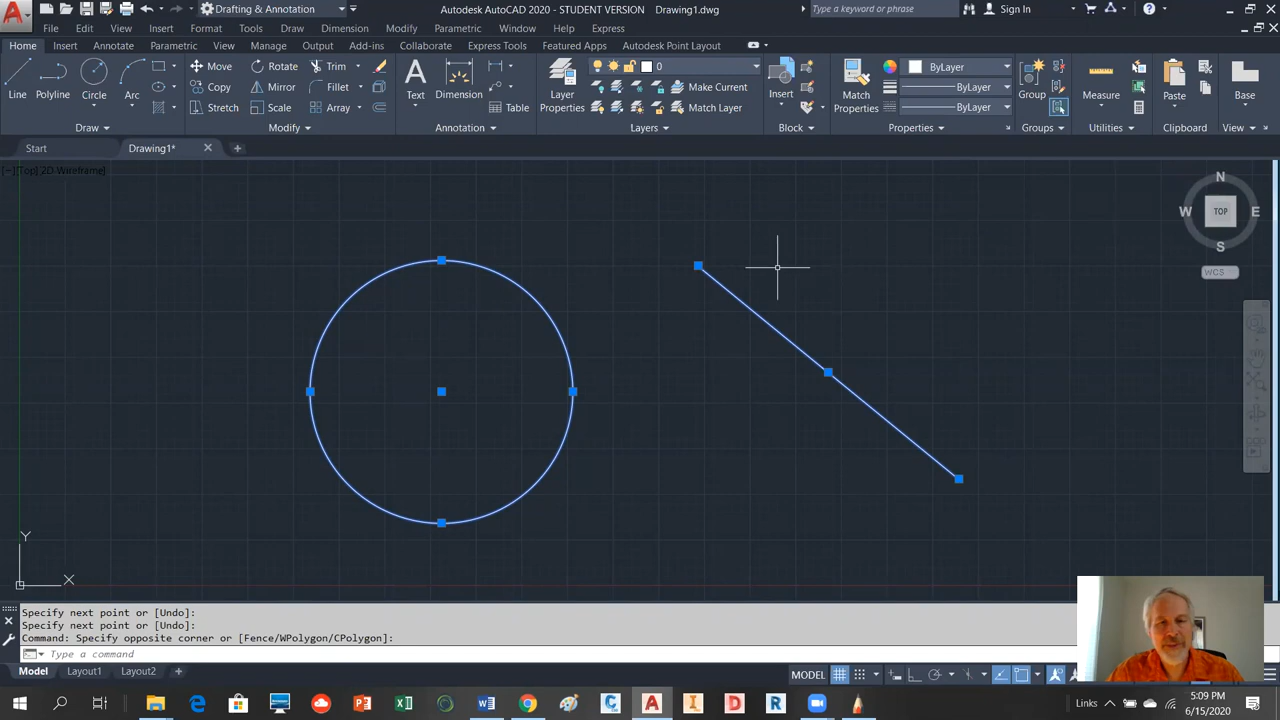 Drafting & Annotation
Autodesk AutoCAD 2020 - STUDENT VERSION Drawing1.dwg
Type a keyword or phrase
Sign In
File Edit View Insert Format Tools Draw Dimension Modify Parametric Window Help Express
Home Insert Annotate Parametric View Manage Output Add-ins Collaborate Express Tools Featured Apps Autodesk Point Layout
Line Polyline Circle Arc
Move Rotate Trim
Copy Mirror Fillet
Stretch Scale Array
Text Dimension Table
Layer Properties
0
Make Current
Match Layer
Insert
Match Properties
ByLayer
ByLayer
ByLayer
Group
Measure
Paste
Base
Draw Modify Annotation Layers Block Properties Groups Utilities Clipboard View
Start Drawing1*
[−][Top][2D Wireframe]
N
W TOP E
S
WCS
Y
X
Specify next point or [Undo]:
Specify next point or [Undo]:
Command: Specify opposite corner or [Fence/WPolygon/CPolygon]:
Type a command
Model Layout1 Layout2
MODEL
Links
5:09 PM
6/15/2020